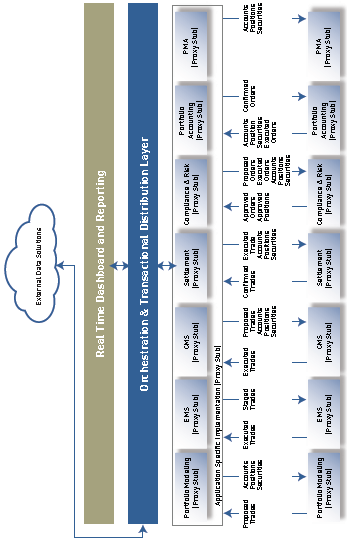 External Data Solutions
Real Time Dashboard and Reporting
Orchestration & Transactional Distribution Layer
Portfolio Modeling
|Proxy Stub|
EMS
|Proxy Stub|
OMS
|Proxy Stub|
Settlement
|Proxy Stub|
Compliance & Risk
|Proxy Stub|
Portfolio
Accounting
|Proxy Stub|
PMA
|Proxy Stub|
Application Specific Implementation |Proxy Stub|
Proposed
Trades
Accounts
Positions
Securities
Executed
Trades
Staged
Trades
Executed
Trades
Proposed
Trades
Accounts
Positions
Securities
Confirmed
Trades
Executed
Trade
Accounts
Positions
Securities
Approved
Orders
Approved
Positions
Proposed
Orders
Executed
Orders
Accounts
Positions
Securities
Accounts
Position
Securities
Executed
Orders
Confirmed
Orders
Accounts
Positions
Securities
Portfolio Modeling
|Proxy Stub|
EMS
|Proxy Stub|
OMS
|Proxy Stub|
Settlement
|Proxy Stub|
Compliance & Risk
|Proxy Stub|
Portfolio
Accounting
|Proxy Stub|
PMA
|Proxy Stub|